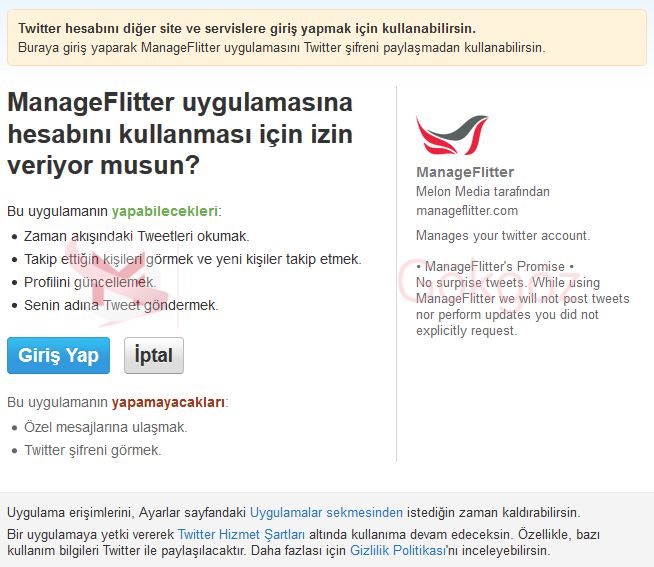 Twitter hesabını diğer site ve servislere giriş yapmak için kullanabilirsin.
Buraya giriş yaparak ManageFlitter uygulamasını Twitter şifreni paylaşmadan kullanabilirsin.
ManageFlitter uygulamasına
hesabını kullanması için izin
veriyor musun?
Bu uygulamanın yapabilecekleri:
• Zaman akışındaki Tweetleri okumak.
• Takip ettiğin kişileri görmek ve yeni kişiler takip etmek.
• Profilini güncellemek.
• Senin adına Tweet göndermek.
Giriş Yap
İptal
Bu uygulamanın yapamayacakları:
• Özel mesajlarına ulaşmak.
• Twitter şifreni görmek.
ManageFlitter
Melon Media tarafından
manageflitter.com
Manages your twitter account.
• ManageFlitter's Promise •
No surprise tweets. While using
ManageFlitter we will not post tweets
nor perform updates you did not
explicitly request.
Uygulama erişimlerini, Ayarlar sayfandaki Uygulamalar sekmesinden istediğin zaman kaldırabilirsin.
Bir uygulamaya yetki vererek Twitter Hizmet Şartları altında kullanıma devam edeceksin. Özellikle, bazı
kullanım bilgileri Twitter ile paylaşılacaktır. Daha fazlası için Gizlilik Politikası'nı inceleyebilirsin.